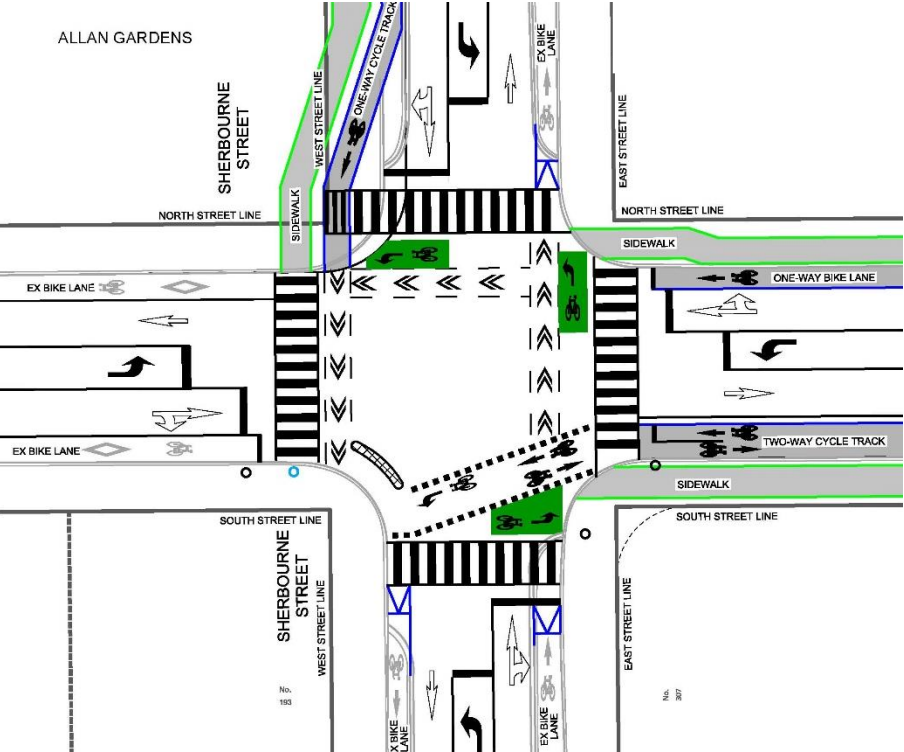 ALLAN GARDENS
SHERBOURNE
STREET
WEST STREET LINE
ONE-WAY CYCLE TRACK
EX BIKE
LANE
EAST STREET LINE
NORTH STREET LINE
SIDEWALK
NORTH STREET LINE
SIDEWALK
EX BIKE LANE
ONE-WAY BIKE LANE
EX BIKE LANE
TWO-WAY CYCLE TRACK
SIDEWALK
SOUTH STREET LINE
SOUTH STREET LINE
SHERBOURNE
STREET
WEST STREET LINE
EAST STREET LINE
No.
193
No.
307
EX BIKE
LANE
EX BIKE
LANE